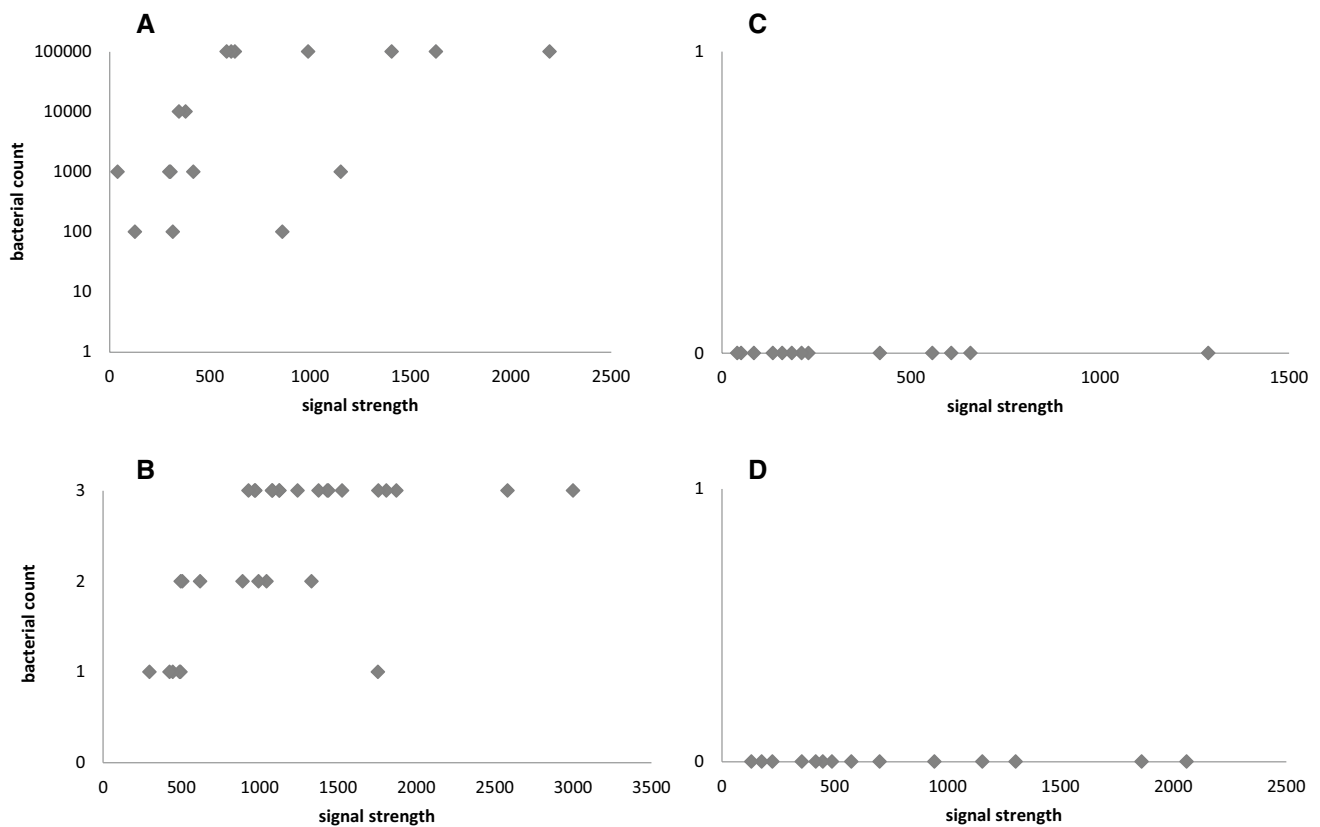 A
100000
10000
1000
100
10
1
bacterial count
0 500 1000 1500 2000 2500
signal strength
C
1
0
0 500 1000 1500
signal strength
B
3
2
1
0
bacterial count
0 500 1000 1500 2000 2500 3000 3500
signal strength
D
1
0
0 500 1000 1500 2000 2500
signal strength